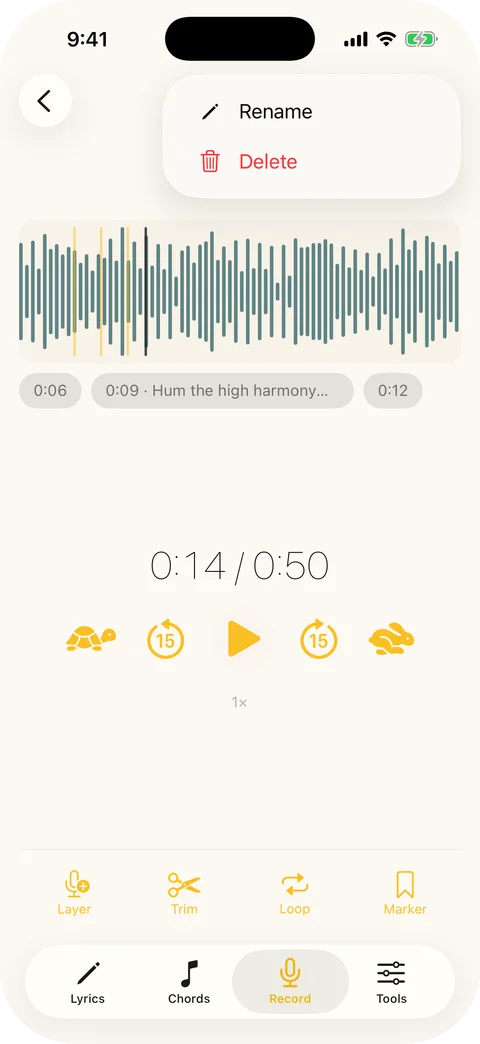 9:41
Rename
Delete
0:06
0:09 · Hum the high harmony...
0:12
0:14 / 0:50
15
15
1×
Layer
Trim
Loop
Marker
Lyrics
Chords
Record
Tools